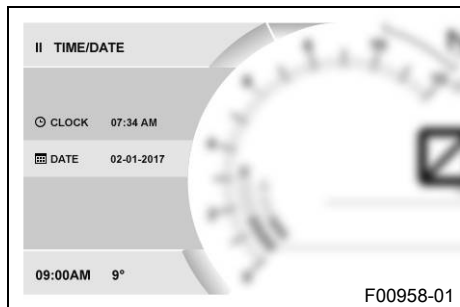 II TIME/DATE
CLOCK 07:34 AM
DATE 02-01-2017
09:00AM 9°
F00958-01